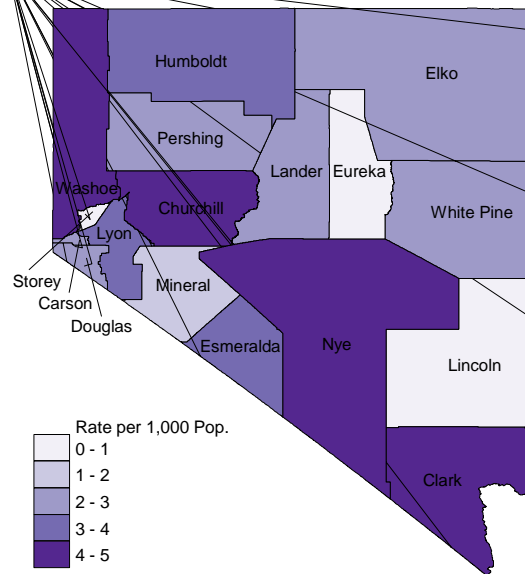 Humboldt
Elko
Pershing
Lander
Eureka
Washoe
Churchill
White Pine
Lyon
Storey
Carson
Douglas
Mineral
Esmeralda
Nye
Lincoln
Clark
Rate per 1,000 Pop.
0 - 1
1 - 2
2 - 3
3 - 4
4 - 5